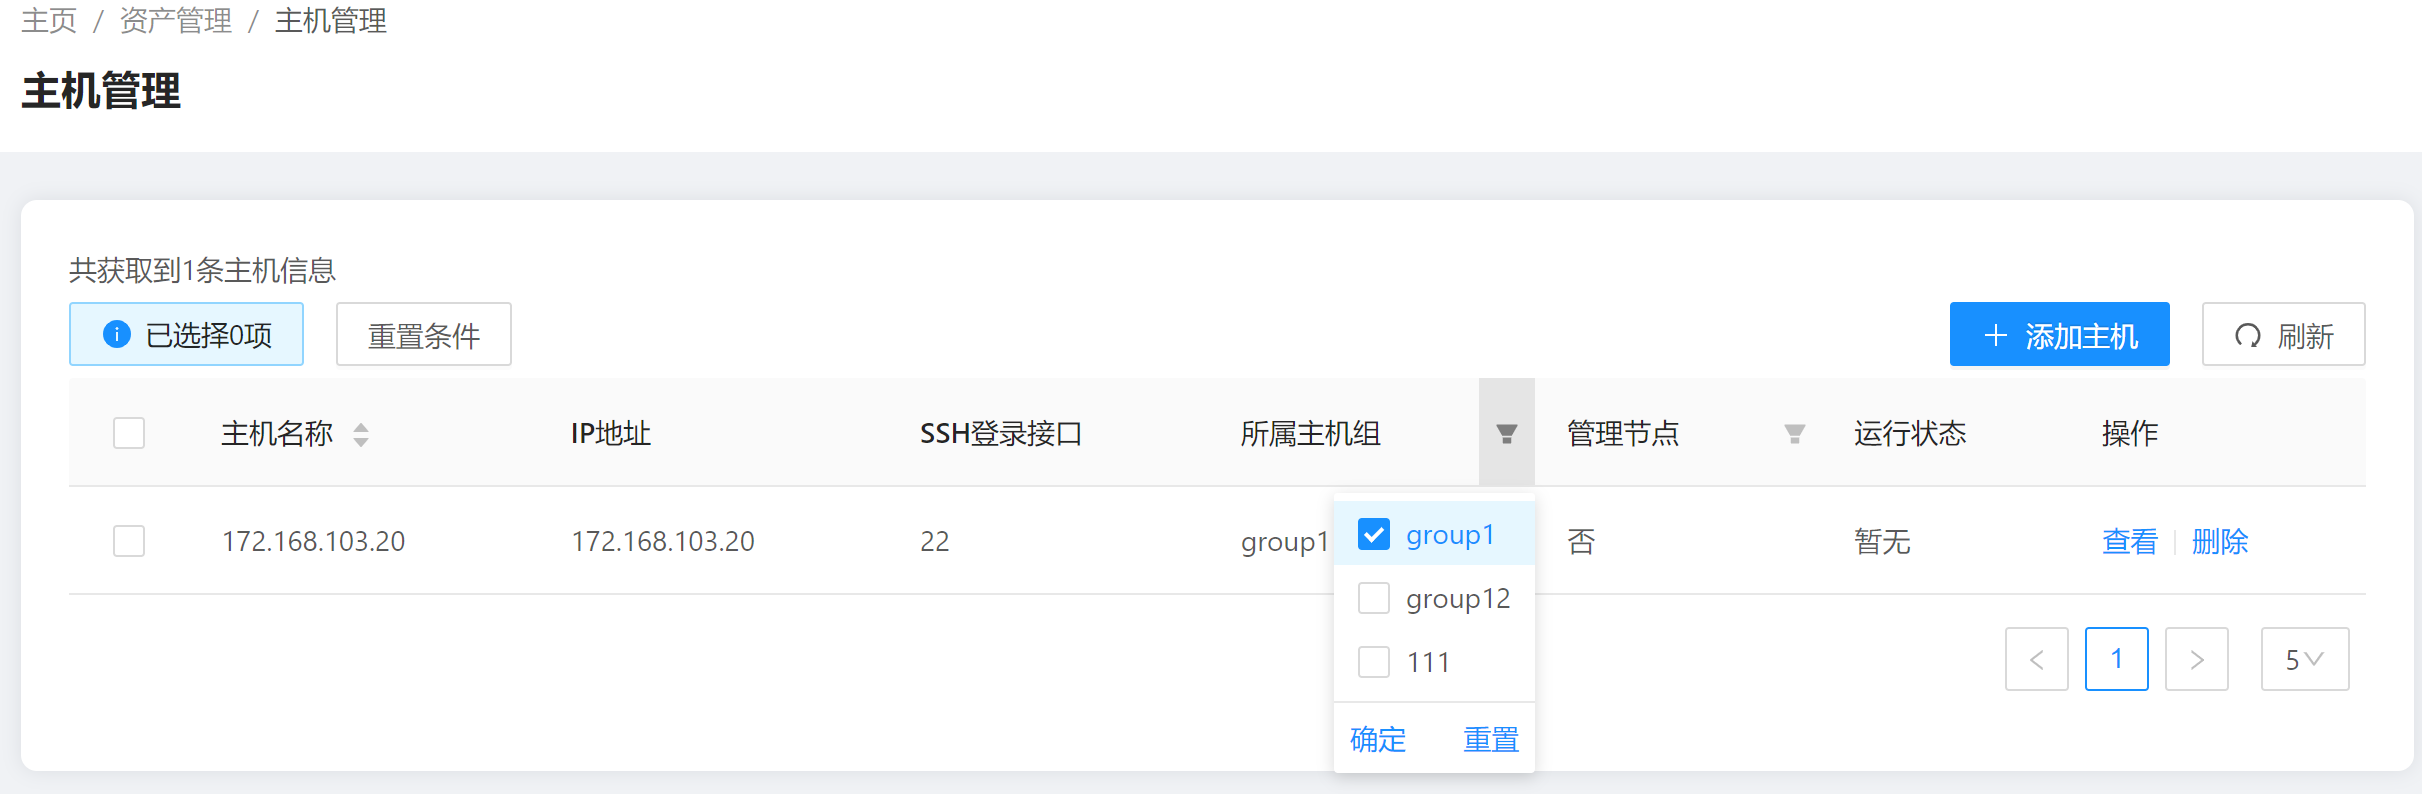 主页 / 资产管理 / 主机管理
主机管理
共获取到1条主机信息
已选择0项 重置条件 添加主机 刷新
主机名称 IP地址 SSH登录接口 所属主机组 管理节点 运行状态 操作
172.168.103.20 172.168.103.20 22 group1 否 暂无 查看 删除
group1
group12
111
确定 重置
< 1 > 5